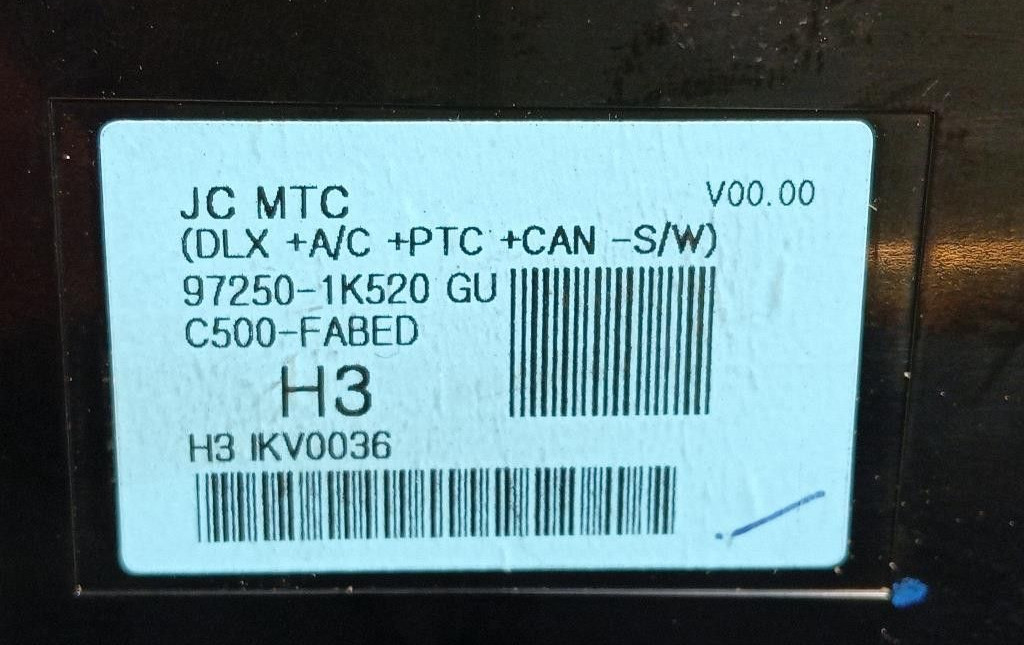 JC MTC
V00.00
(DLX +A/C +PTC +CAN -S/W)
97250-1K520 GU
C500-FABED
H3
H3 IKV0036